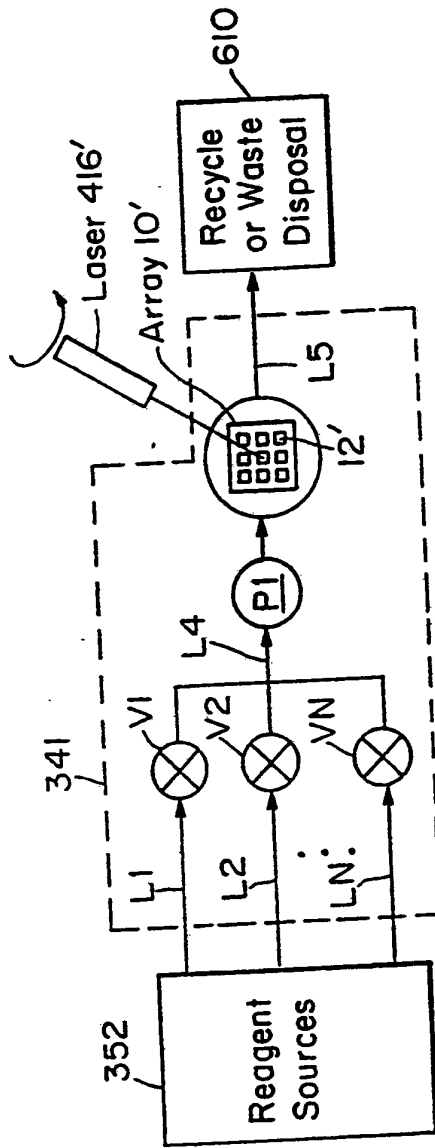 352
Reagent
Sources
L1
L2
LN
341
V1
V2
VN
L4
P1
Laser 416'
Array 10'
12'
L5
610
Recycle
or Waste
Disposal